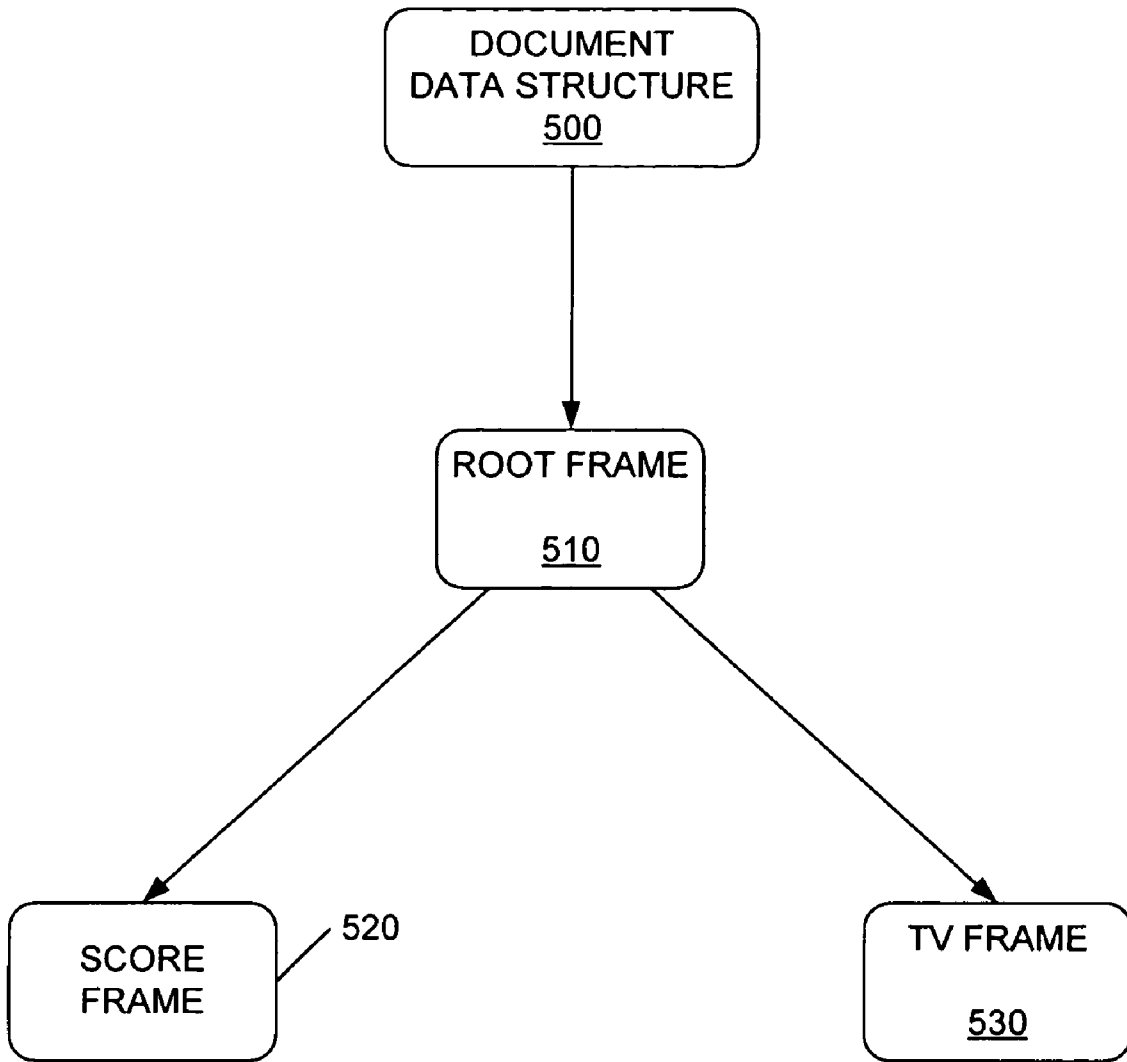 DOCUMENT
DATA STRUCTURE
500
ROOT FRAME
510
SCORE
FRAME
520
TV FRAME
530